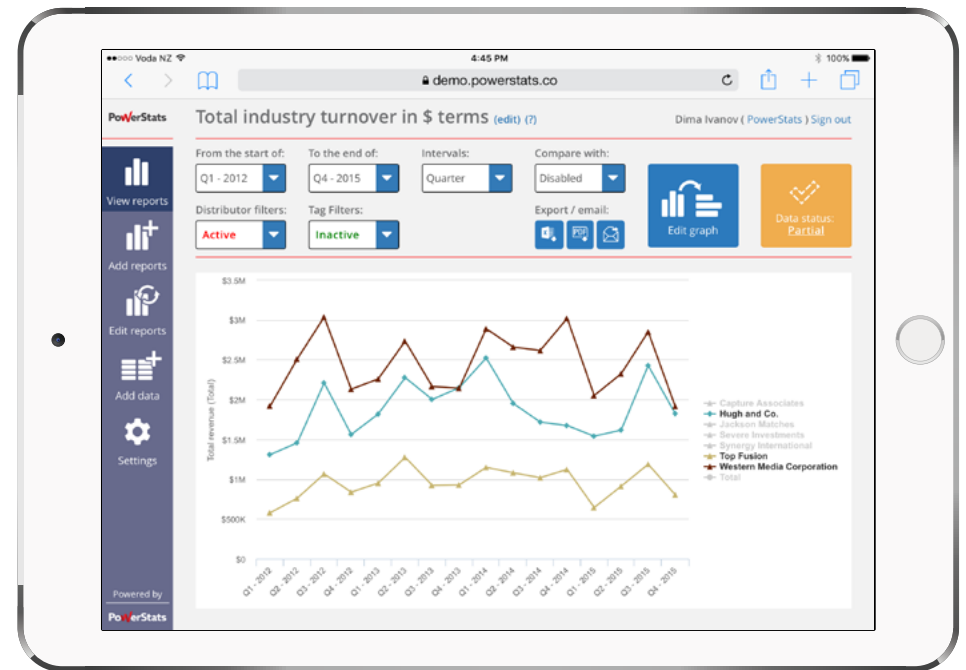 Voda NZ
4:45 PM
100%
demo.powerstats.co
PowerStats
Total industry turnover in $ terms (edit) (?)
Dima Ivanov ( PowerStats ) Sign out
From the start of:
To the end of:
Intervals:
Compare with:
Q1 - 2012
Q4 - 2015
Quarter
Disabled
Distributor filters:
Tag Filters:
Export / email:
Active
Inactive
PDF
Edit graph
Data status:
Partial
View reports
Add reports
Edit reports
Add data
Settings
Powered by
PowerStats
Total revenue (Total)
$3.5M
$3M
$2.5M
$2M
$1.5M
$1M
$500K
$0
Q1 - 2012
Q2 - 2012
Q3 - 2012
Q4 - 2012
Q1 - 2013
Q2 - 2013
Q3 - 2013
Q4 - 2013
Q1 - 2014
Q2 - 2014
Q3 - 2014
Q4 - 2014
Q1 - 2015
Q2 - 2015
Q3 - 2015
Q4 - 2015
Capture Associates
Hugh and Co.
Jackson Matches
Severe Investments
Synergy International
Top Fusion
Western Media Corporation
Total